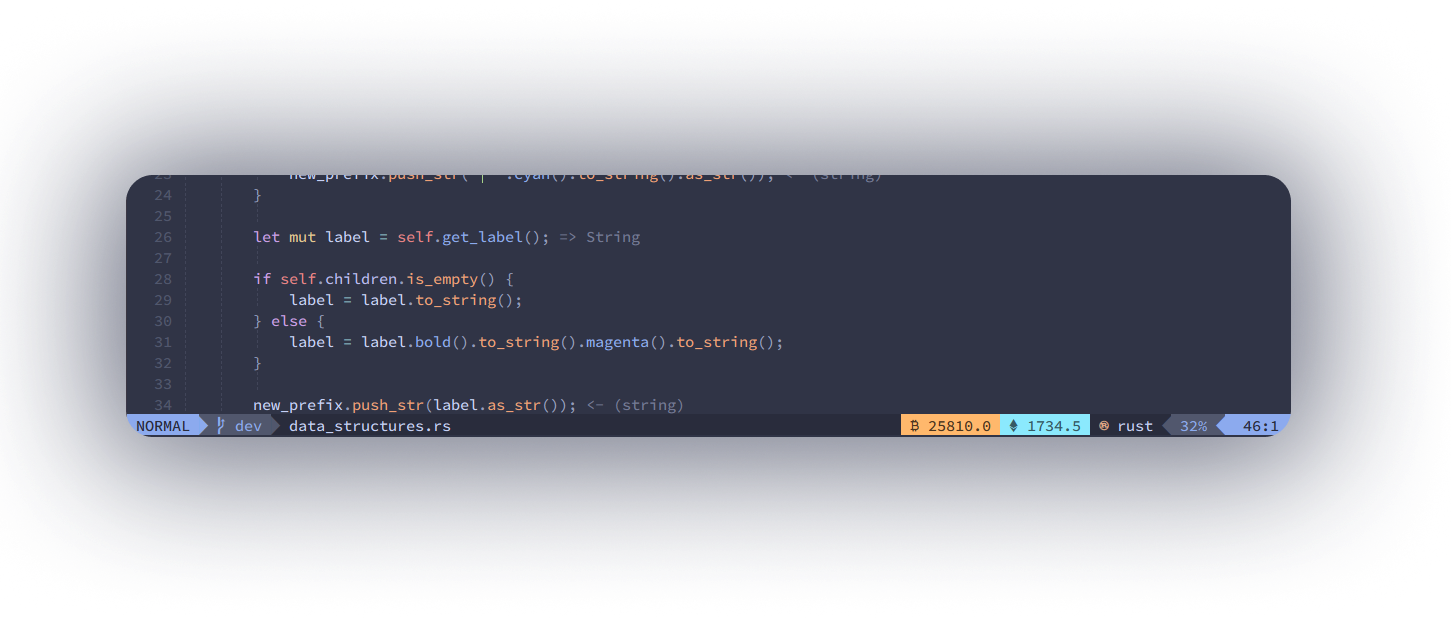 23 new_prefix.push_str(" │ ".cyan().to_string().as_str()); <- (string)
24 }
25
26 let mut label = self.get_label(); => String
27
28 if self.children.is_empty() {
29 label = label.to_string();
30 } else {
31 label = label.bold().to_string().magenta().to_string();
32 }
33
34 new_prefix.push_str(label.as_str()); <- (string)
NORMAL dev data_structures.rs ₿ 25810.0 1734.5 rust 32% 46:1